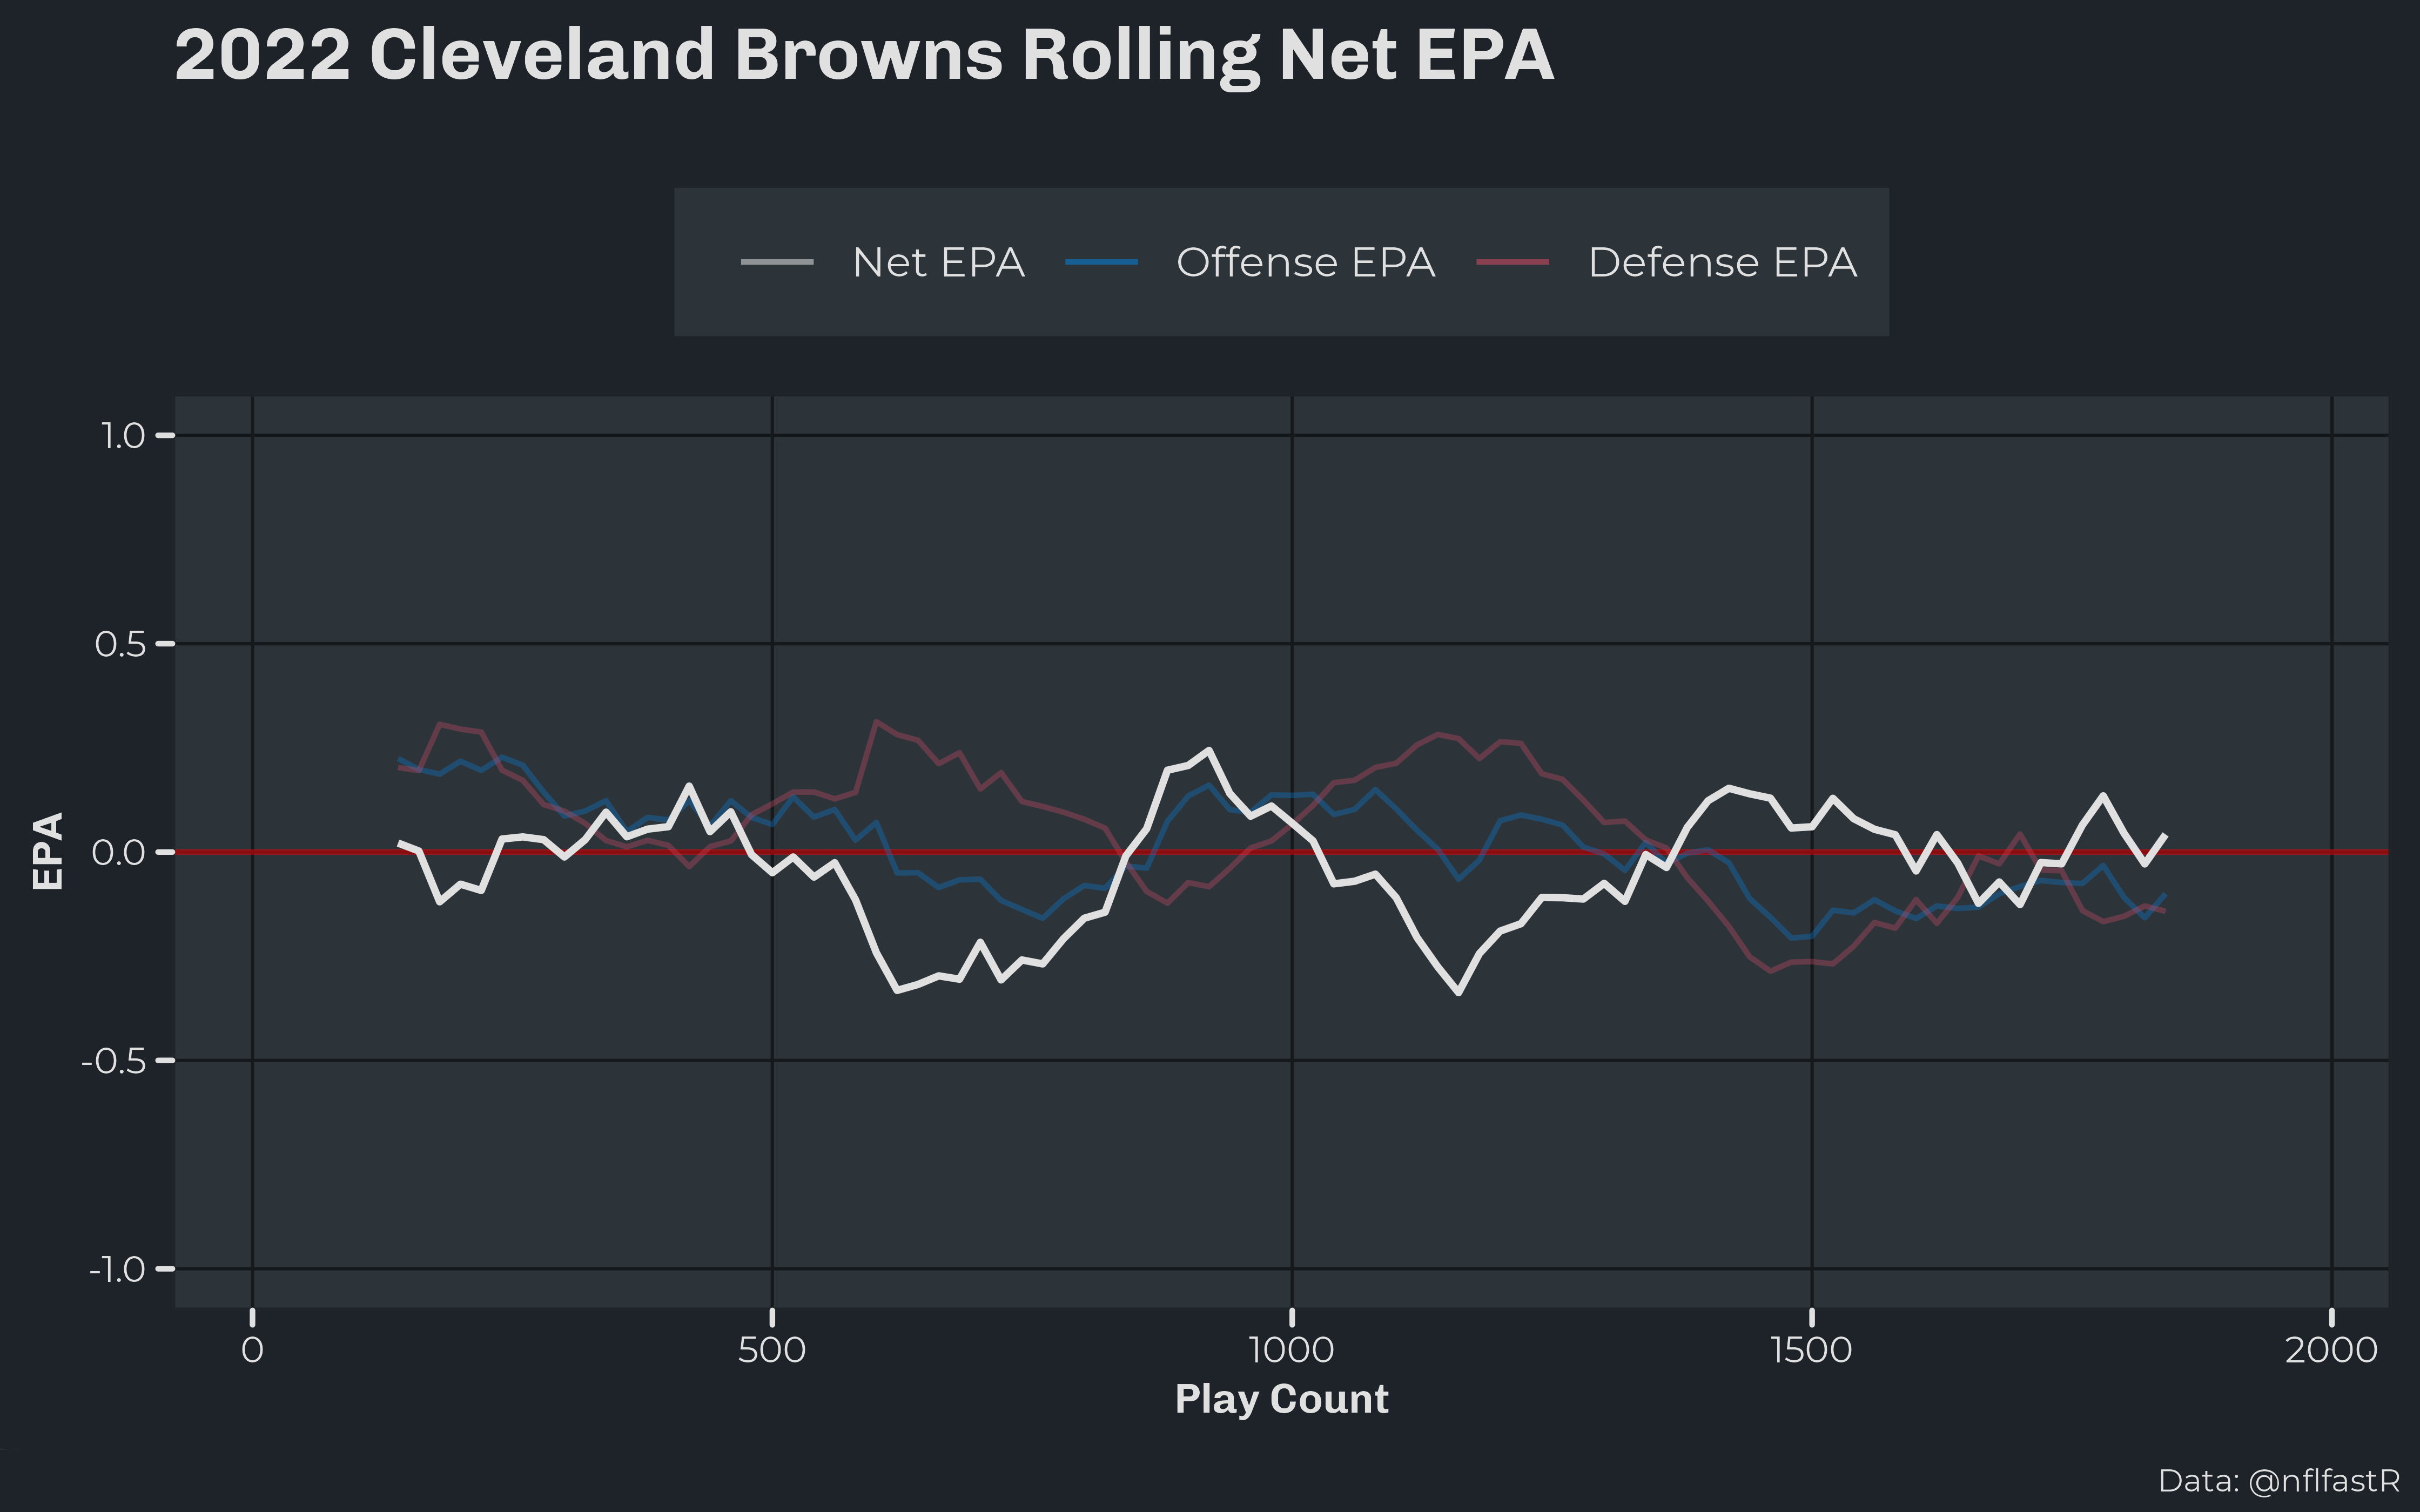 2022 Cleveland Browns Rolling Net EPA
Net EPA Offense EPA Defense EPA
1.0
0.5
0.0
-0.5
-1.0
EPA
0 500 1000 1500 2000
Play Count
Data: @nflfastR